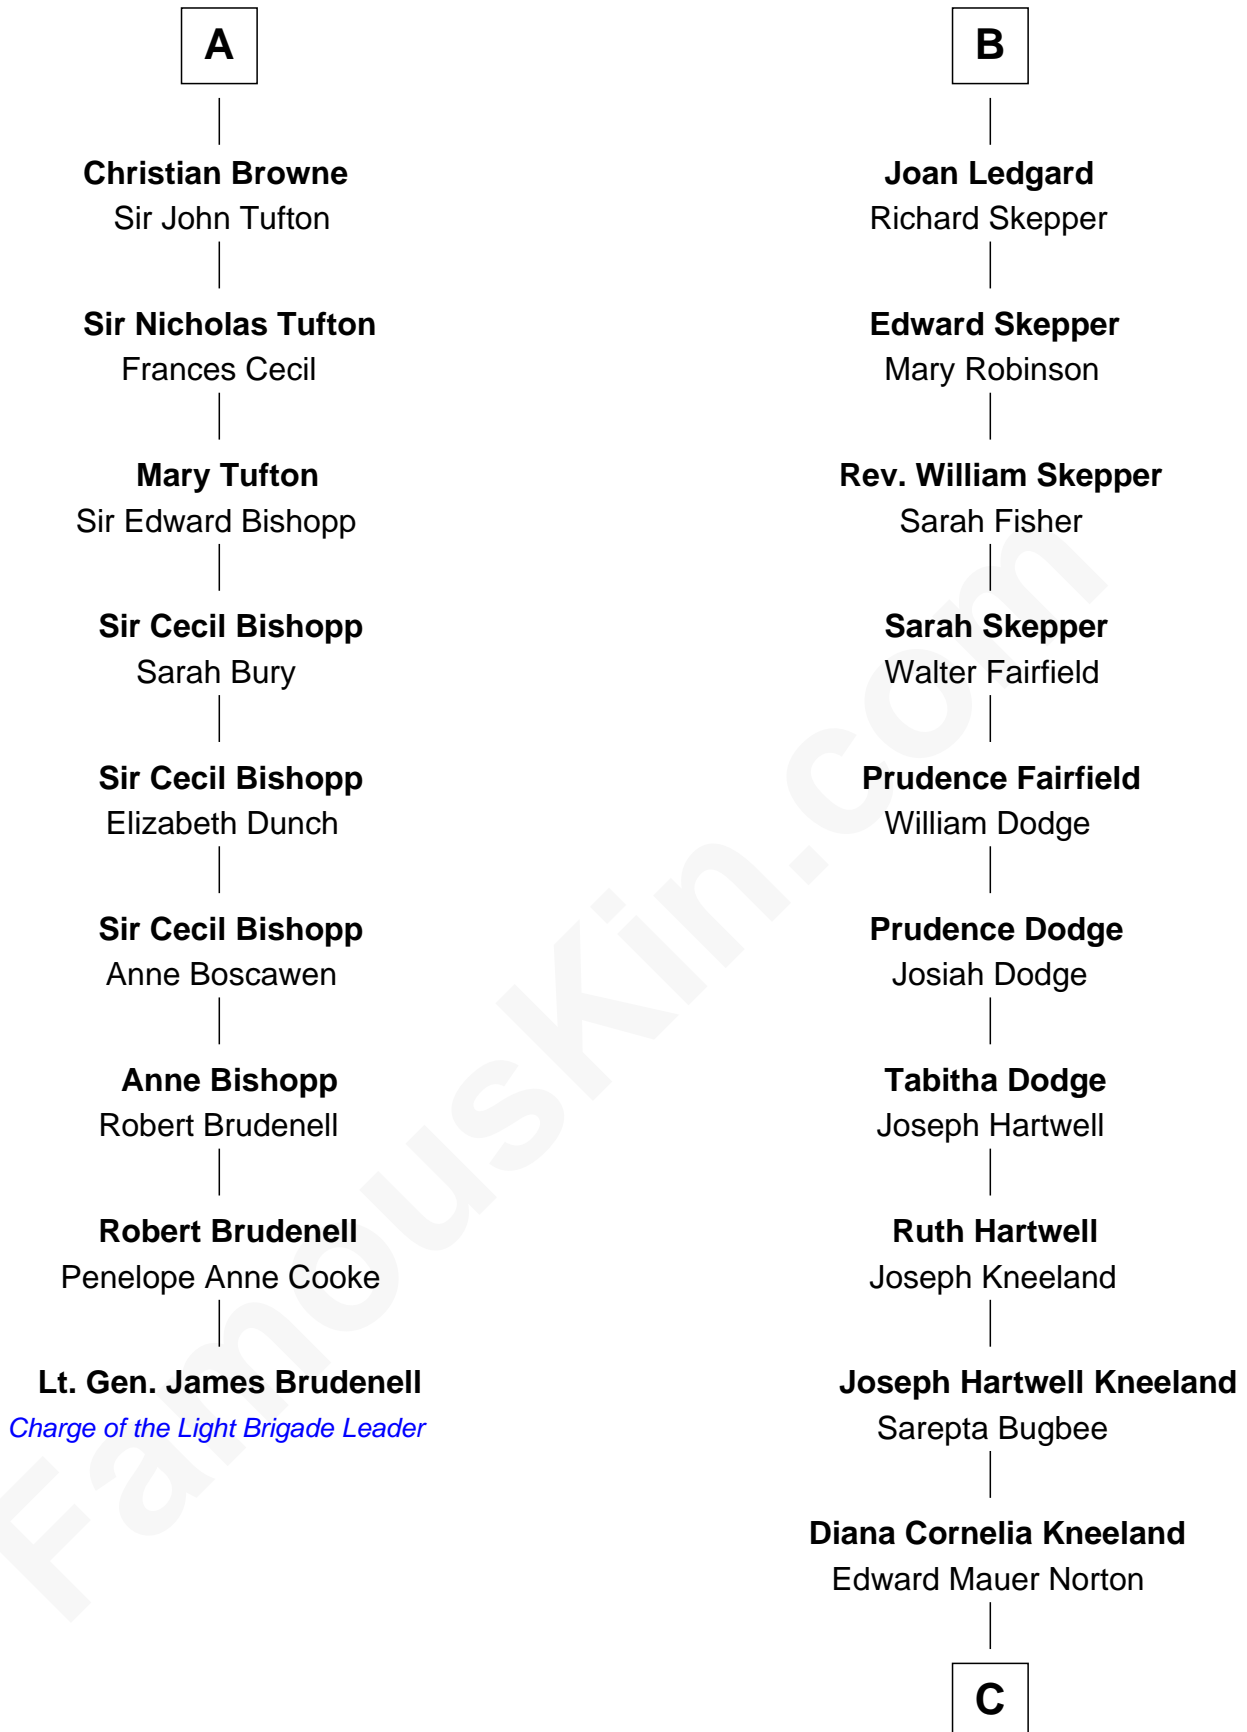 A
Christian Browne
Sir John Tufton
Sir Nicholas Tufton
Frances Cecil
Mary Tufton
Sir Edward Bishopp
Sir Cecil Bishopp
Sarah Bury
Sir Cecil Bishopp
Elizabeth Dunch
Sir Cecil Bishopp
Anne Boscawen
Anne Bishopp
Robert Brudenell
Robert Brudenell
Penelope Anne Cooke
Lt. Gen. James Brudenell
Charge of the Light Brigade Leader
B
Joan Ledgard
Richard Skepper
Edward Skepper
Mary Robinson
Rev. William Skepper
Sarah Fisher
Sarah Skepper
Walter Fairfield
Prudence Fairfield
William Dodge
Prudence Dodge
Josiah Dodge
Tabitha Dodge
Joseph Hartwell
Ruth Hartwell
Joseph Kneeland
Joseph Hartwell Kneeland
Sarepta Bugbee
Diana Cornelia Kneeland
Edward Mauer Norton
C
FamousKin.com